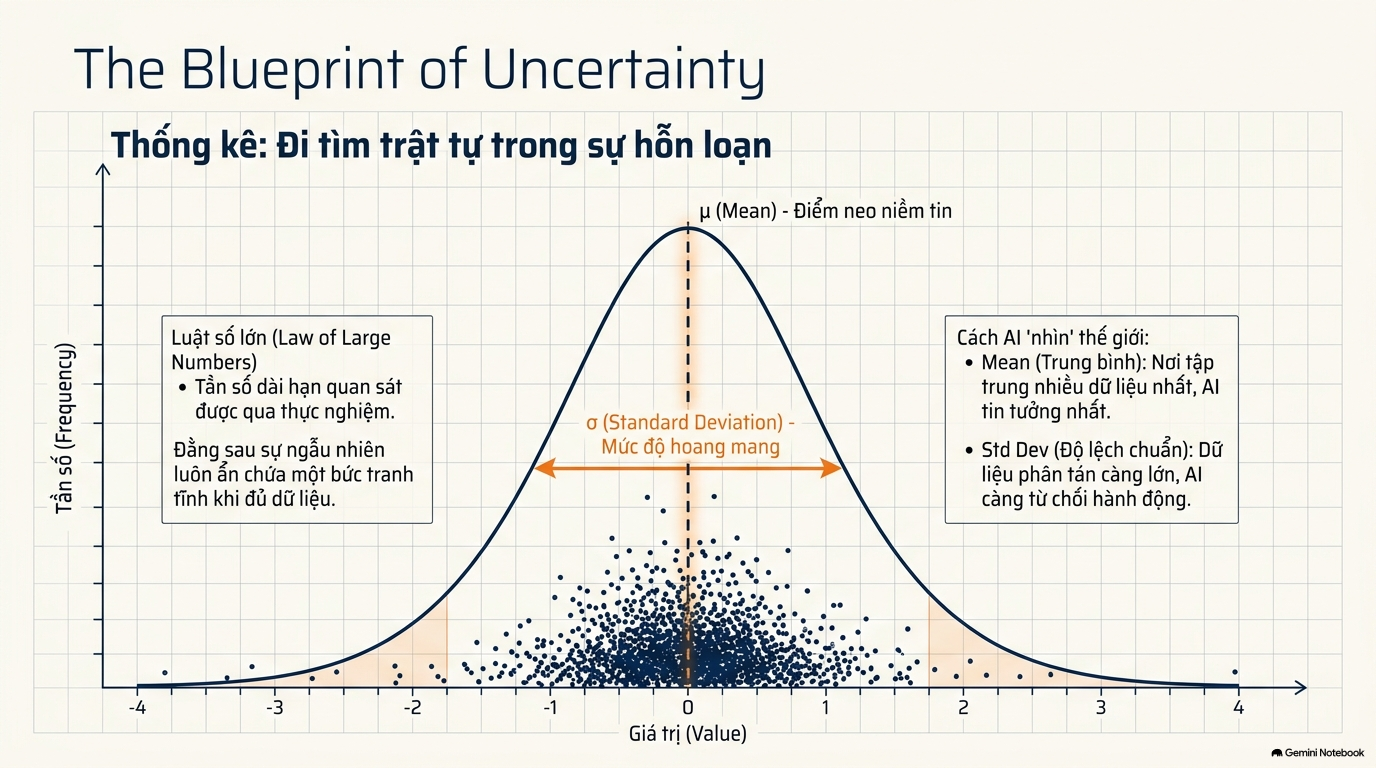 The Blueprint of Uncertainty
Thống kê: Đi tìm trật tự trong sự hỗn loạn
μ (Mean) - Điểm neo niềm tin
Luật số lớn (Law of Large
Numbers)
• Tần số dài hạn quan sát
được qua thực nghiệm.
Đằng sau sự ngẫu nhiên
luôn ẩn chứa một bức tranh
tĩnh khi đủ dữ liệu.
σ (Standard Deviation) -
Mức độ hoang mang
Cách AI 'nhìn' thế giới:
• Mean (Trung bình): Nơi tập
trung nhiều dữ liệu nhất, AI
tin tưởng nhất.
• Std Dev (Độ lệch chuẩn): Dữ
liệu phân tán càng lớn, AI
càng từ chối hành động.
Tần số (Frequency)
-4 -3 -2 -1 0 1 2 3 4
Giá trị (Value)
Gemini Notebook